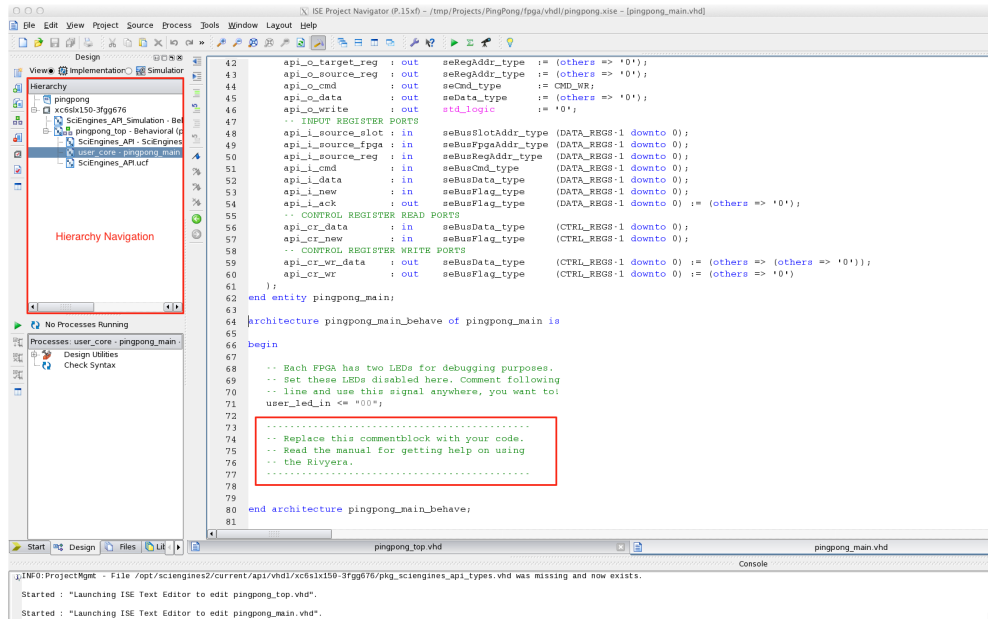 ISE Project Navigator (P.15xf) - /tmp/Projects/PingPong/fpga/vhdl/pingpong.xise - [pingpong_main.vhd]
File Edit View Project Source Process Tools Window Layout Help
Design
View: Implementation Simulation
Hierarchy
pingpong
xc6slx150-3fgg676
SciEngines_API_Simulation - Bel
pingpong_top - Behavioral (p
SciEngines_API - SciEngines
user_core - pingpong_main
SciEngines_API.ucf
Hierarchy Navigation
No Processes Running
Processes: user_core - pingpong_main -
Design Utilities
Check Syntax
Start Design Files Lit
42 api_o_target_reg : out seRegAddr_type := (others => '0');
43 api_o_source_reg : out seRegAddr_type := (others => '0');
44 api_o_cmd : out seCmd_type := CMD_WR;
45 api_o_data : out seData_type := (others => '0');
46 api_o_write : out std_logic := '0';
47 -- INPUT REGISTER PORTS
48 api_i_source_slot : in seBusSlotAddr_type (DATA_REGS-1 downto 0);
49 api_i_source_fpga : in seBusFpgaAddr_type (DATA_REGS-1 downto 0);
50 api_i_source_reg : in seBusRegAddr_type (DATA_REGS-1 downto 0);
51 api_i_cmd : in seBusCmd_type (DATA_REGS-1 downto 0);
52 api_i_data : in seBusData_type (DATA_REGS-1 downto 0);
53 api_i_new : in seBusFlag_type (DATA_REGS-1 downto 0);
54 api_i_ack : out seBusFlag_type (DATA_REGS-1 downto 0) := (others => '0');
55 -- CONTROL REGISTER READ PORTS
56 api_cr_data : in seBusData_type (CTRL_REGS-1 downto 0);
57 api_cr_new : in seBusFlag_type (CTRL_REGS-1 downto 0);
58 -- CONTROL REGISTER WRITE PORTS
59 api_cr_wr_data : out seBusData_type (CTRL_REGS-1 downto 0) := (others => (others => '0'));
60 api_cr_wr : out seBusFlag_type (CTRL_REGS-1 downto 0) := (others => '0')
61 );
62 end entity pingpong_main;
63
64 architecture pingpong_main_behave of pingpong_main is
65
66 begin
67
68 -- Each FPGA has two LEDs for debugging purposes.
69 -- Set these LEDs disabled here. Comment following
70 -- line and use this signal anywhere, you want to!
71 user_led_in <= "00";
72
73 --------------------------------------------
74 -- Replace this commentblock with your code.
75 -- Read the manual for getting help on using
76 -- the Rivyera.
77 --------------------------------------------
78
79
80 end architecture pingpong_main_behave;
81
pingpong_top.vhd
pingpong_main.vhd
Console
INFO:ProjectMgmt - File /opt/sciengines2/current/api/vhdl/xc6slx150-3fgg676/pkg_sciengines_api_types.vhd was missing and now exists.
Started : "Launching ISE Text Editor to edit pingpong_top.vhd".
Started : "Launching ISE Text Editor to edit pingpong_main.vhd".